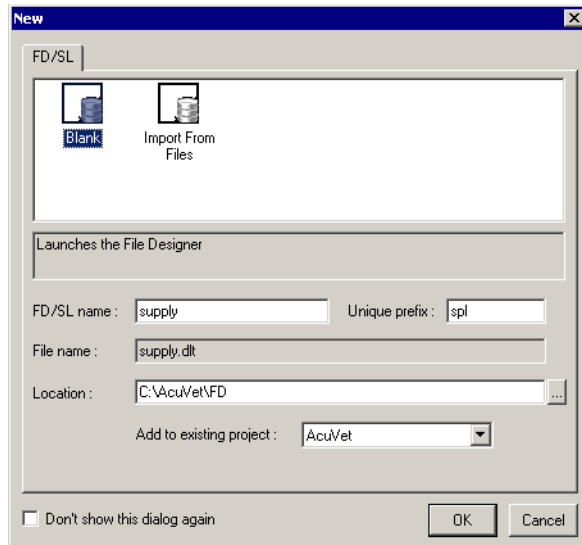 New
FD/SL
Blank
Import From
Files
Launches the File Designer
FD/SL name : supply Unique prefix : spl
File name : supply.dlt
Location : C:\AcuVet\FD ...
Add to existing project : AcuVet
Don't show this dialog again OK Cancel